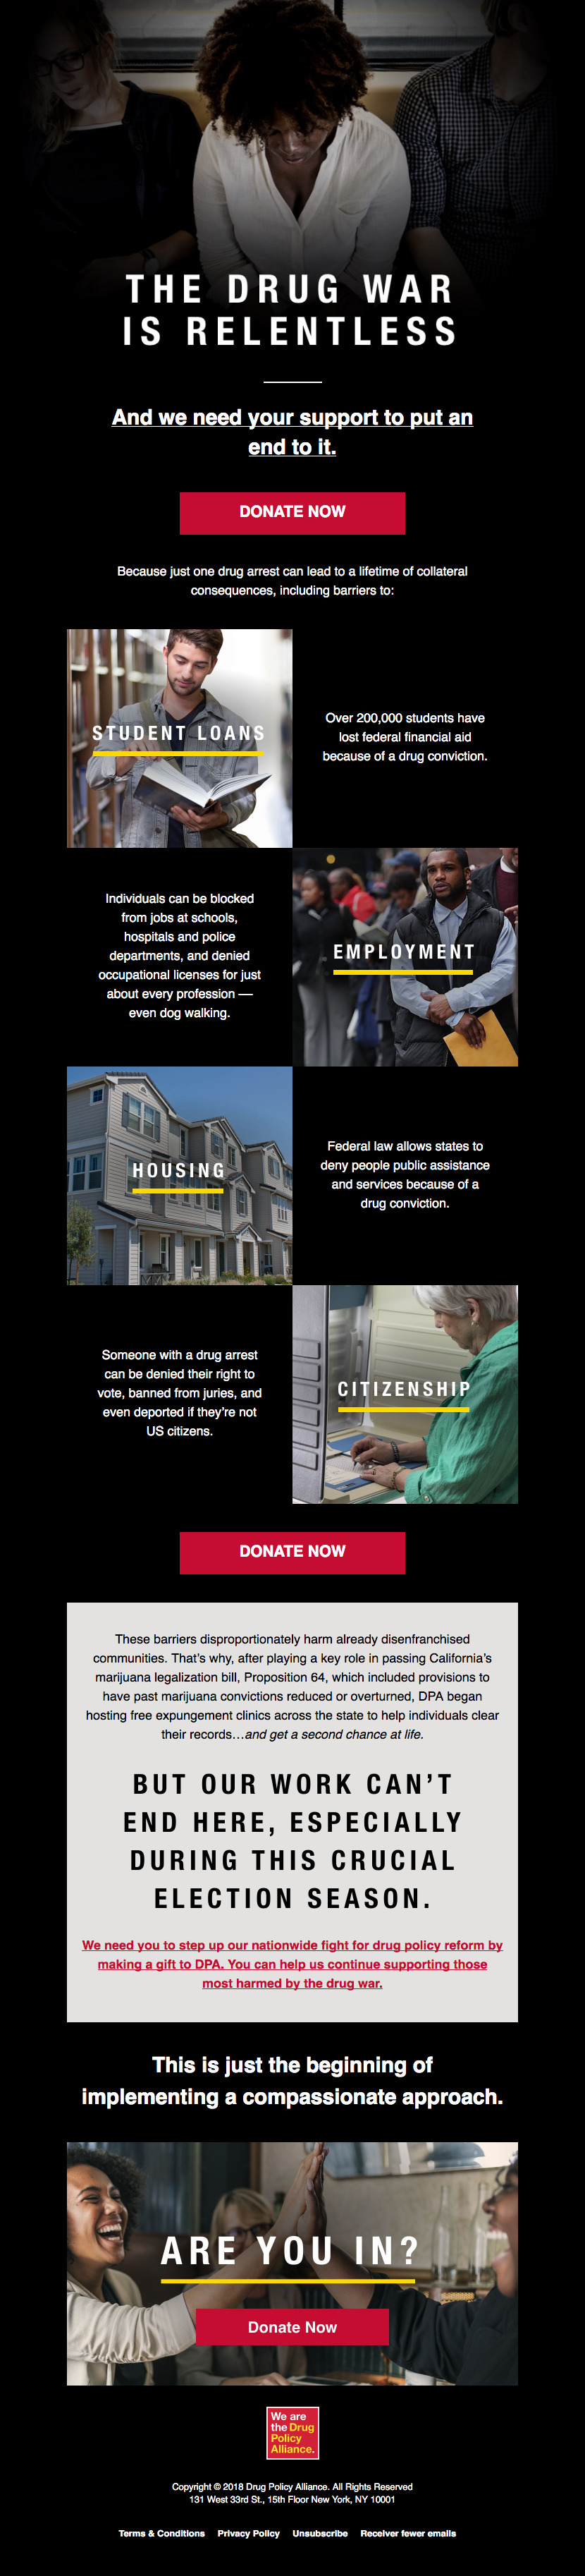 THE DRUG WAR
IS RELENTLESS
And we need your support to put an
end to it.
DONATE NOW
Because just one drug arrest can lead to a lifetime of collateral
consequences, including barriers to:
STUDENT LOANS
Over 200,000 students have
lost federal financial aid
because of a drug conviction.
Individuals can be blocked
from jobs at schools,
hospitals and police
departments, and denied
occupational licenses for just
about every profession —
even dog walking.
EMPLOYMENT
HOUSING
Federal law allows states to
deny people public assistance
and services because of a
drug conviction.
Someone with a drug arrest
can be denied their right to
vote, banned from juries, and
even deported if they’re not
US citizens.
CITIZENSHIP
DONATE NOW
These barriers disproportionately harm already disenfranchised
communities. That’s why, after playing a key role in passing California’s
marijuana legalization bill, Proposition 64, which included provisions to
have past marijuana convictions reduced or overturned, DPA began
hosting free expungement clinics across the state to help individuals clear
their records…and get a second chance at life.
BUT OUR WORK CAN’T
END HERE, ESPECIALLY
DURING THIS CRUCIAL
ELECTION SEASON.
We need you to step up our nationwide fight for drug policy reform by
making a gift to DPA. You can help us continue supporting those
most harmed by the drug war.
This is just the beginning of
implementing a compassionate approach.
ARE YOU IN?
Donate Now
We are
the Drug
Policy
Alliance.
Copyright © 2018 Drug Policy Alliance. All Rights Reserved
131 West 33rd St., 15th Floor New York, NY 10001
Terms & Conditions Privacy Policy Unsubscribe Receiver fewer emails